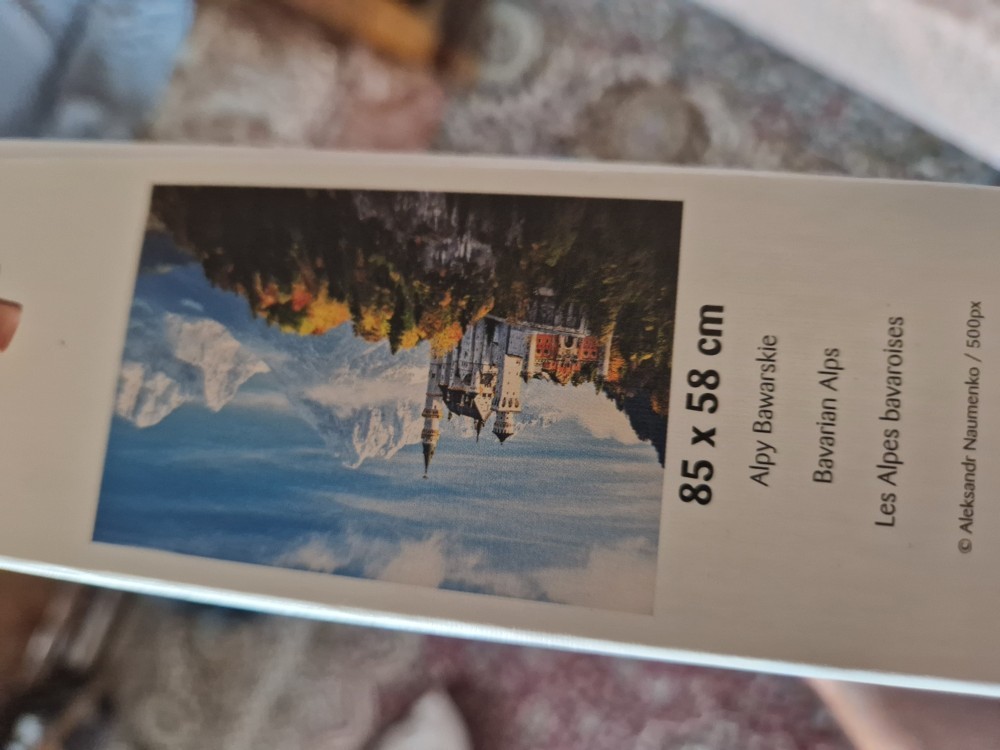 85 x 58 cm
Alpy Bawarskie
Bavarian Alps
Les Alpes bavaroises
© Aleksandr Naumenko / 500px